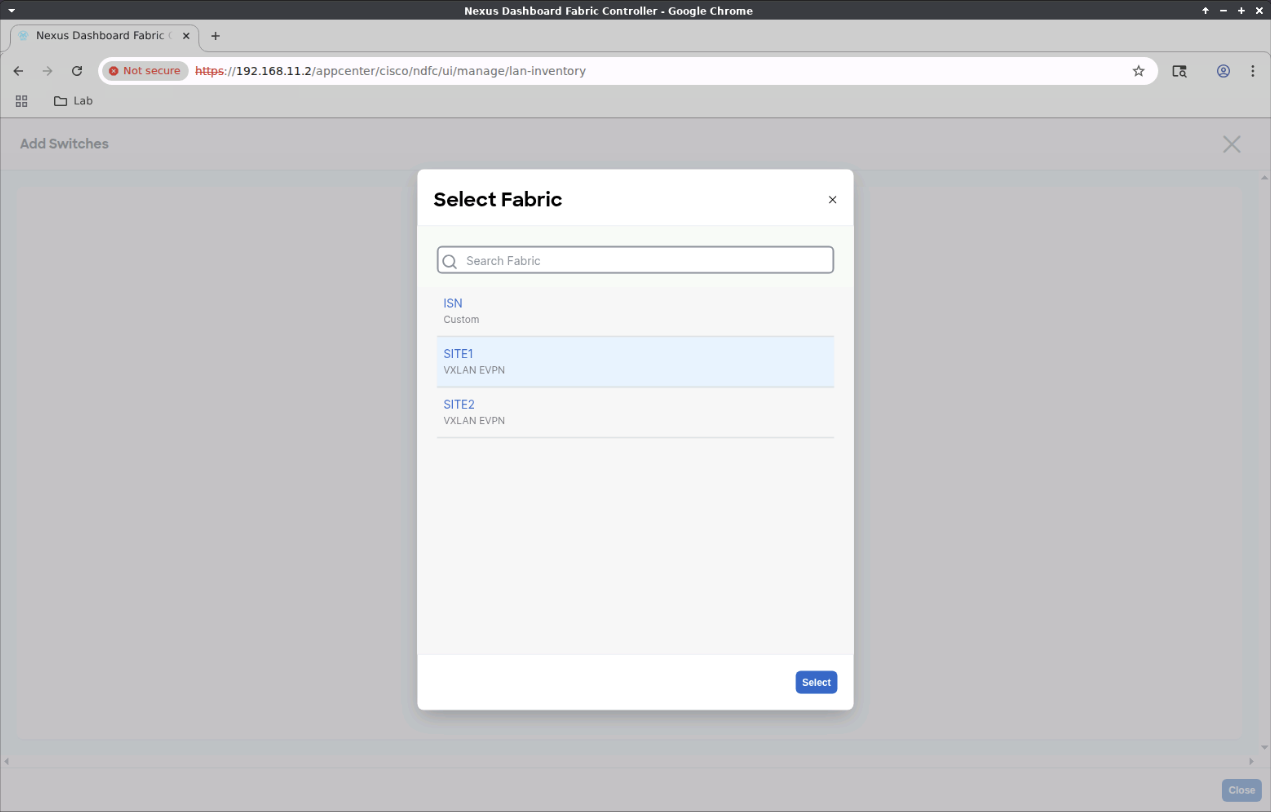 Nexus Dashboard Fabric Controller - Google Chrome
Nexus Dashboard Fabric
Not secure https://192.168.11.2/appcenter/cisco/ndfc/ui/manage/lan-inventory
Lab
Add Switches
Select Fabric
Search Fabric
ISN
Custom
SITE1
VXLAN EVPN
SITE2
VXLAN EVPN
Select
Close